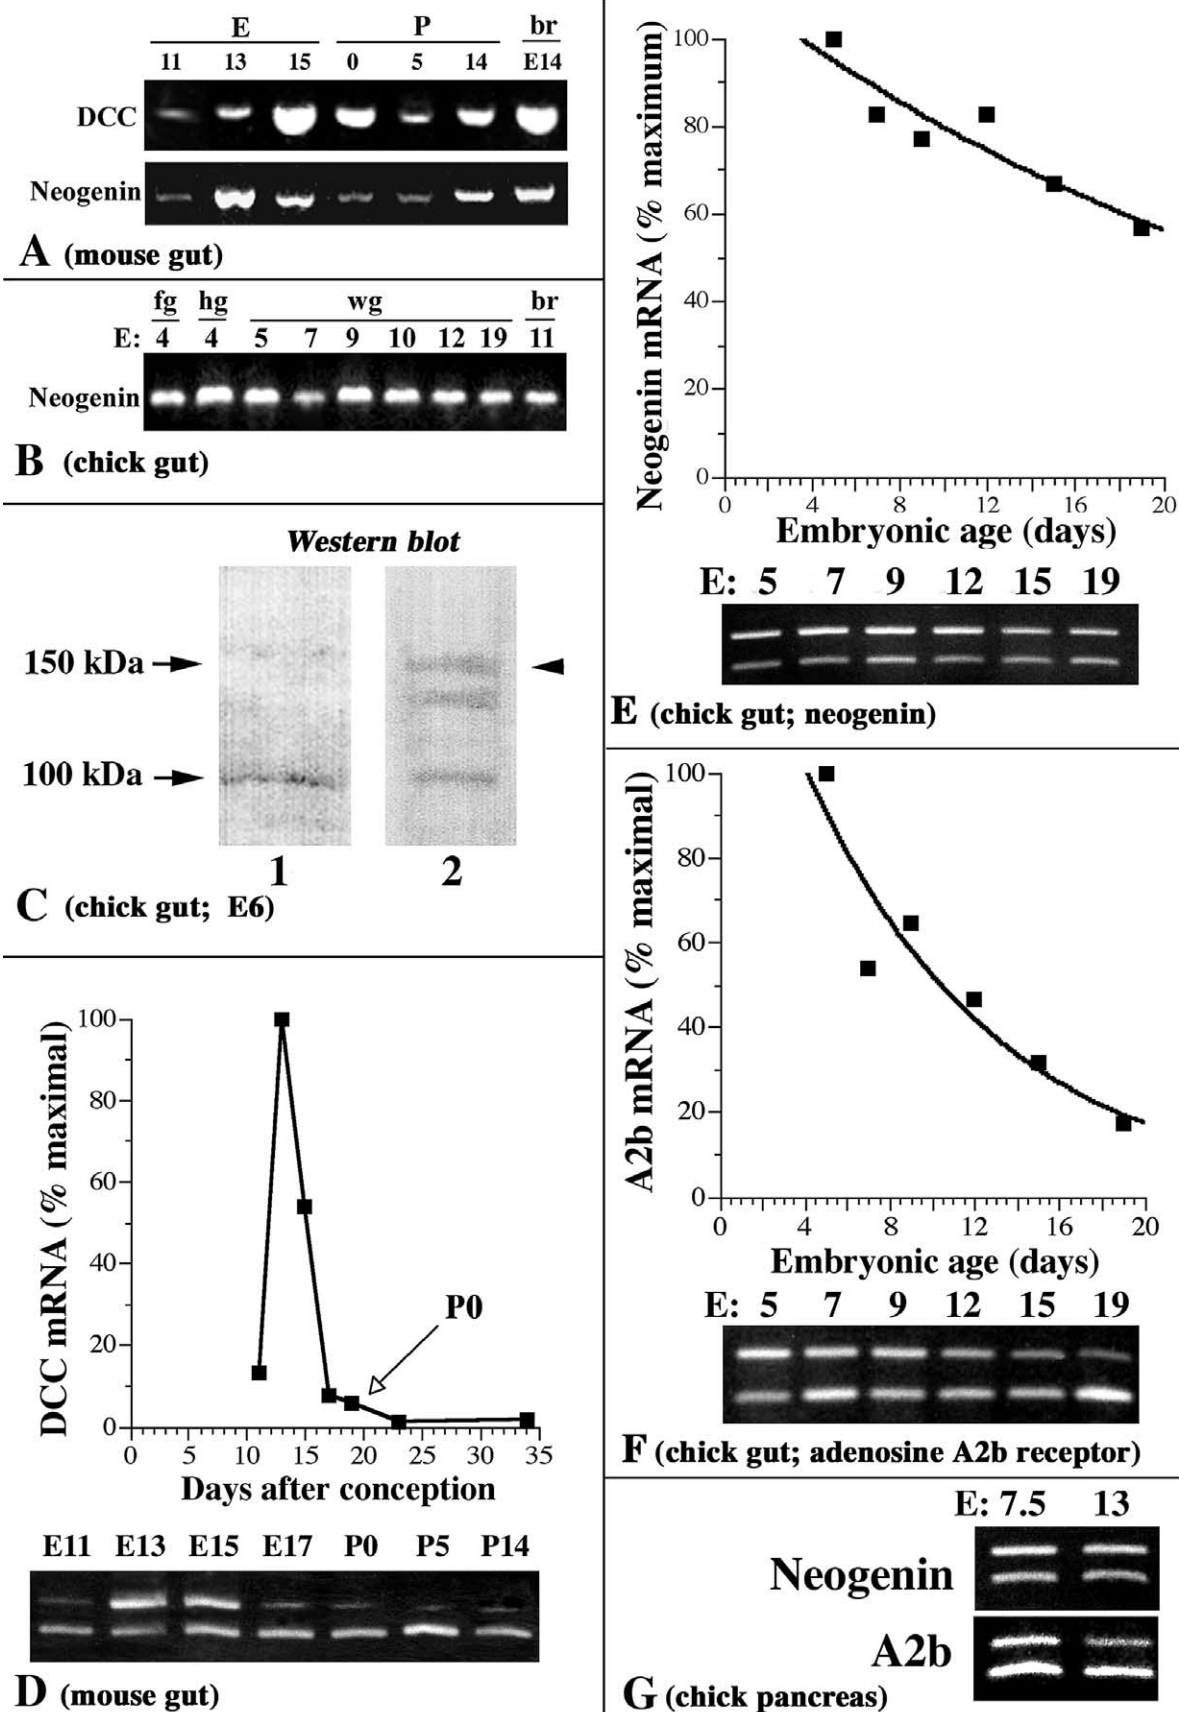 E P br
11 13 15 0 5 14 E14
DCC
Neogenin
A (mouse gut)
fg hg wg br
E: 4 4 5 7 9 10 12 19 11
Neogenin
B (chick gut)
Western blot
150 kDa
100 kDa
1 2
C (chick gut; E6)
DCC mRNA (% maximal)
100
80
60
40
20
0
P0
0 5 10 15 20 25 30 35
Days after conception
E11 E13 E15 E17 P0 P5 P14
D (mouse gut)
Neogenin mRNA (% maximum)
100
80
60
40
20
0
0 4 8 12 16 20
Embryonic age (days)
E: 5 7 9 12 15 19
E (chick gut; neogenin)
A2b mRNA (% maximal)
100
80
60
40
20
0
0 4 8 12 16 20
Embryonic age (days)
E: 5 7 9 12 15 19
F (chick gut; adenosine A2b receptor)
E: 7.5 13
Neogenin
A2b
G (chick pancreas)